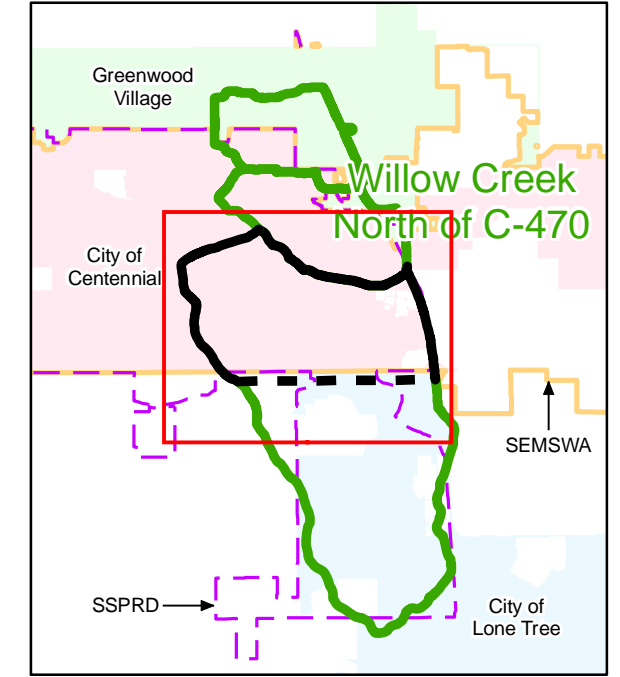 Greenwood
Village
Willow Creek
North of C-470
City of
Centennial
SEMSWA
SSPRD
City of
Lone Tree